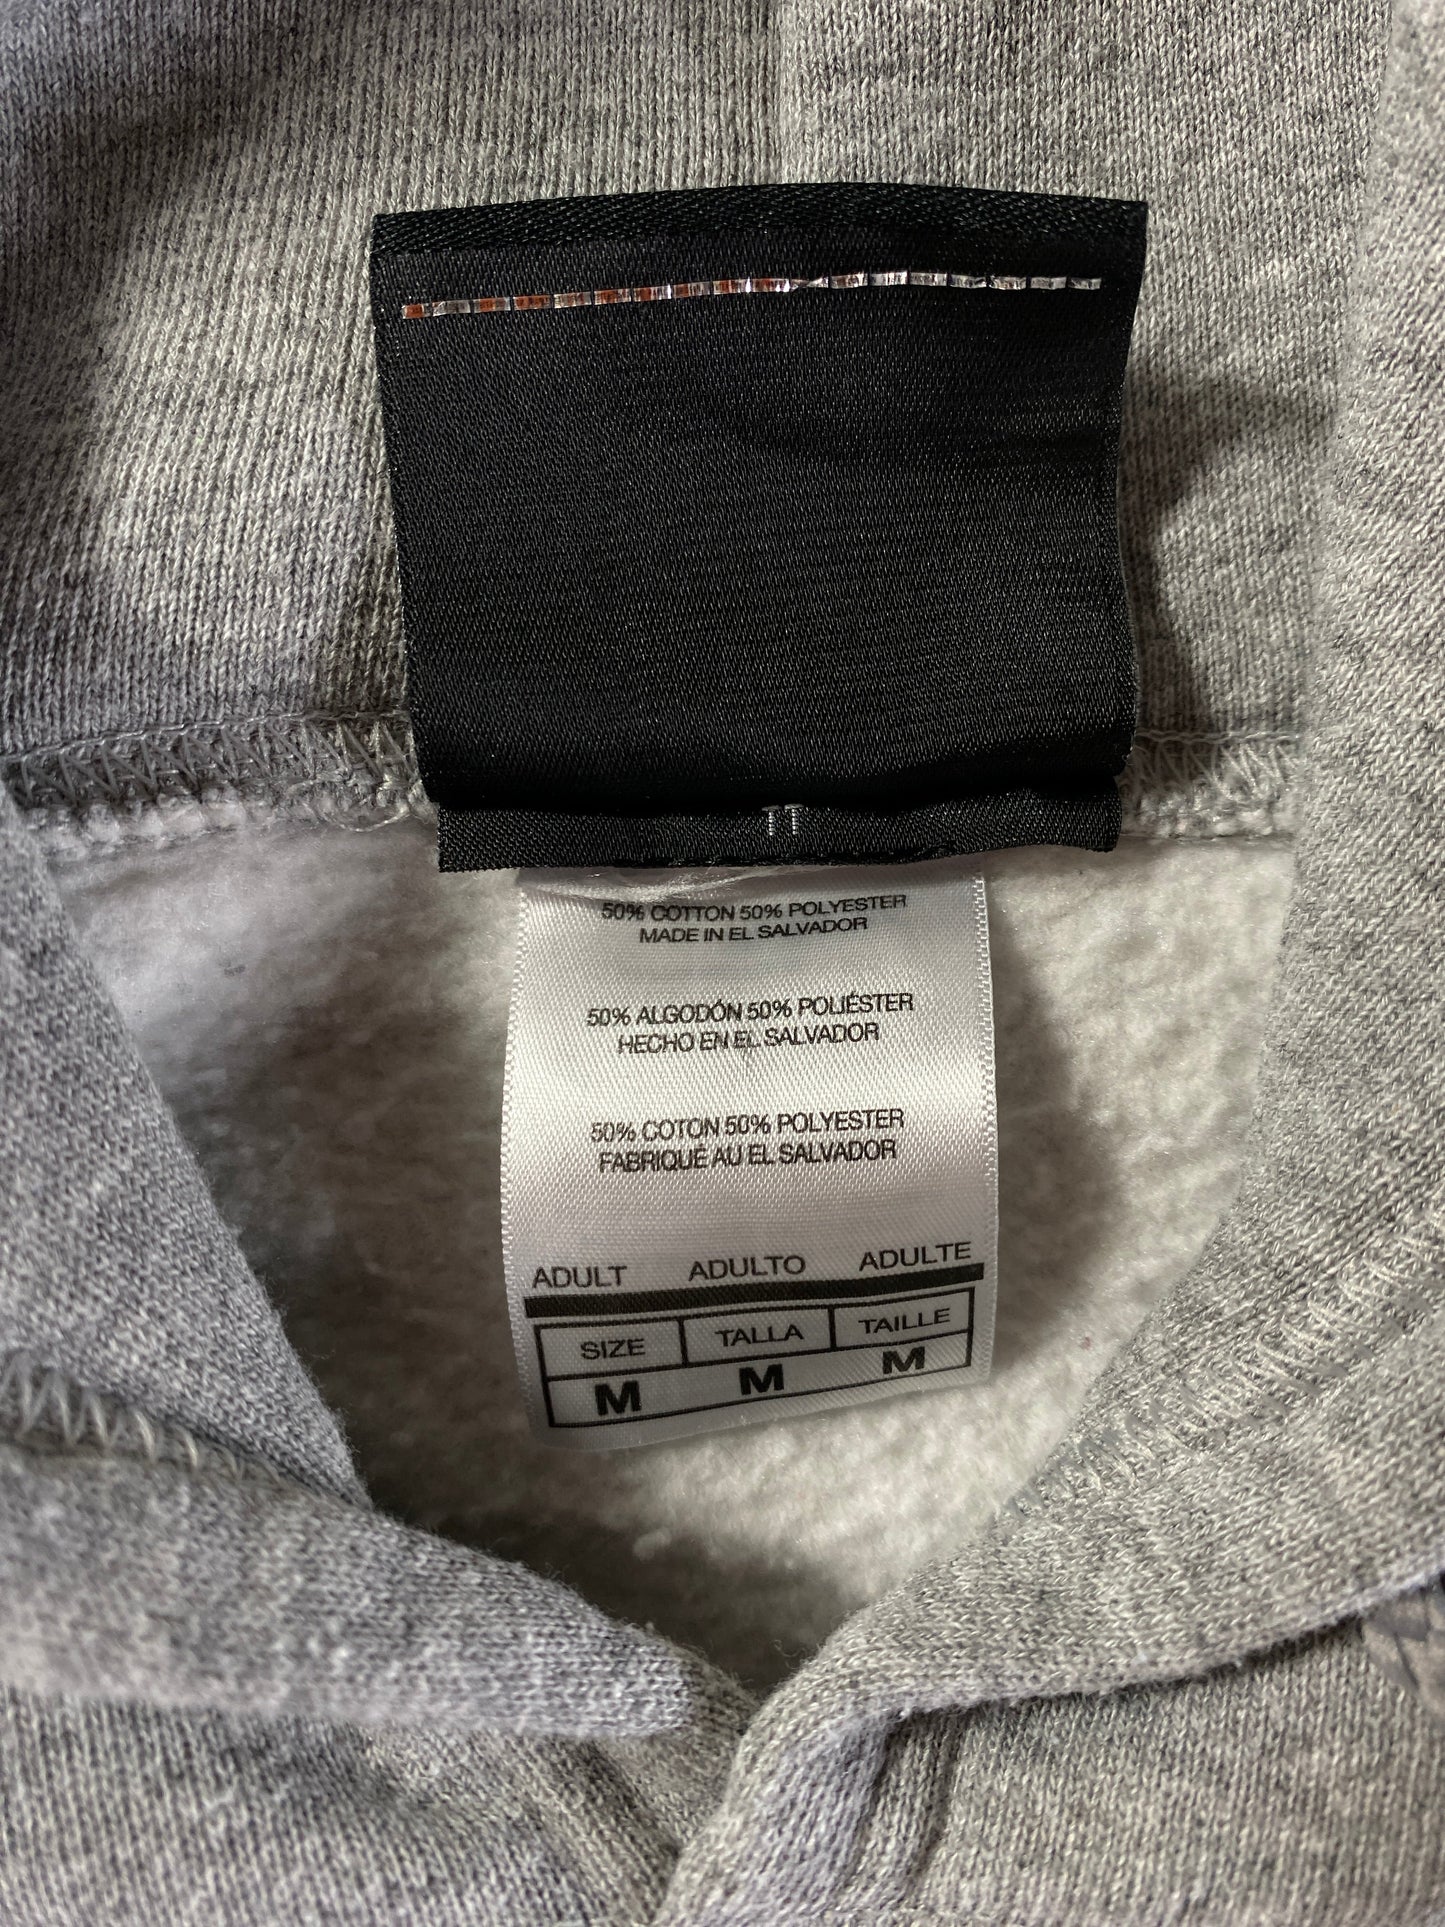 50% COTTON 50% POLYESTER
MADE IN EL SALVADOR
50% ALGODÓN 50% POLIÉSTER
HECHO EN EL SALVADOR
50% COTON 50% POLYESTER
FABRIQUÉ AU EL SALVADOR
ADULT ADULTO ADULTE
SIZE TALLA TAILLE
M M M